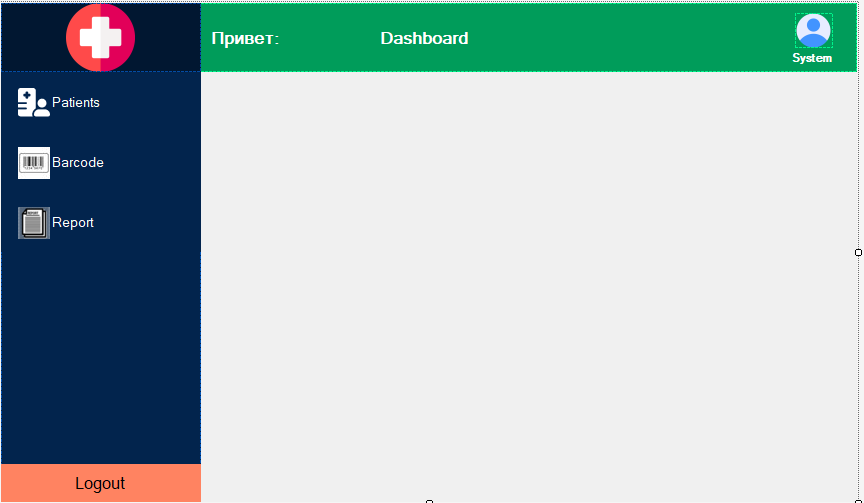 Привет:
Dashboard
System
Patients
Barcode
Report
Logout